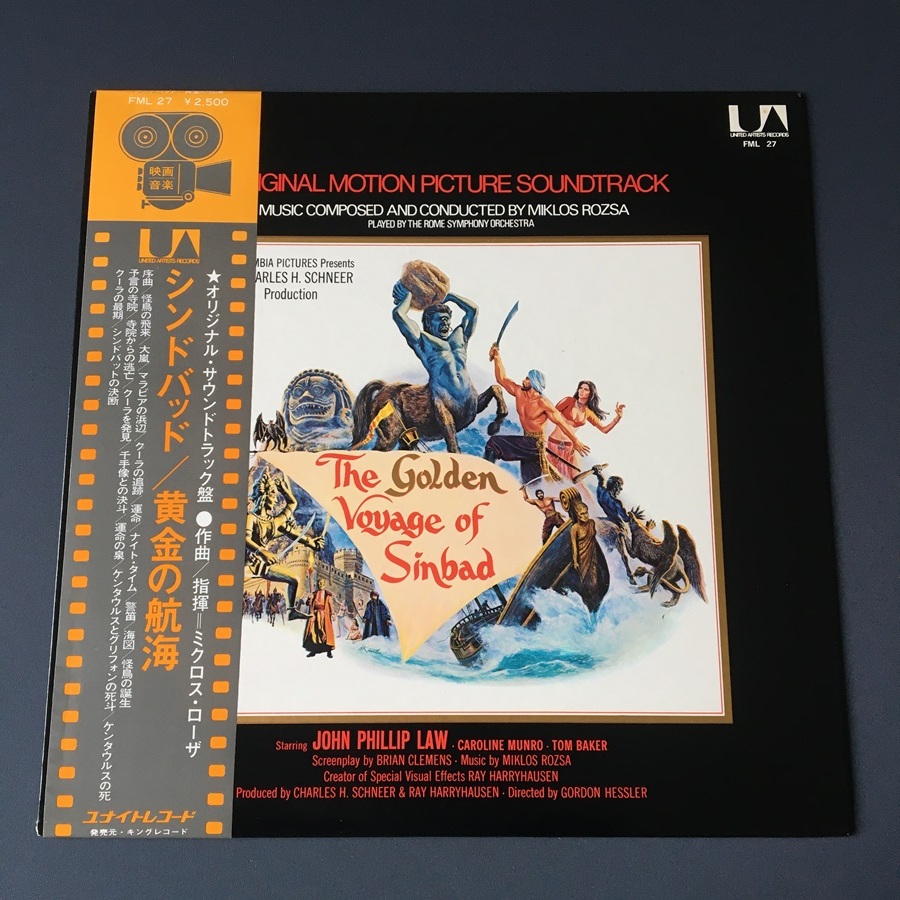 FML 27 ¥2,500
映画
音楽
UNITED ARTISTS RECORDS
★オリジナル・サウンドトラック盤 ●作曲/指揮=ミクロス・ローザ
シンドバッド/黄金の航海
序曲/怪鳥の飛来/大嵐/マラビアの浜辺/クーラの追跡/運命/ナイト・タイム/警笛/海図/怪鳥の誕生
予言の寺院/寺院からの逃亡/クーラを発見/千手像との決斗/運命の泉/ケンタウルスとグリフォンの死斗/ケンタウルスの死
クーラの最期/シンドバットの決断
ユナイトレコード
発売元・キングレコード
UA
UNITED ARTISTS RECORDS
FML 27
IGINAL MOTION PICTURE SOUNDTRACK
MUSIC COMPOSED AND CONDUCTED BY MIKLOS ROZSA
PLAYED BY THE ROME SYMPHONY ORCHESTRA
MBIA PICTURES Presents
ARLES H. SCHNEER
Production
The Golden
Voyage of
Sinbad
Starring JOHN PHILLIP LAW · CAROLINE MUNRO · TOM BAKER
Screenplay by BRIAN CLEMENS · Music by MIKLOS ROZSA
Creator of Special Visual Effects RAY HARRYHAUSEN
Produced by CHARLES H. SCHNEER & RAY HARRYHAUSEN · Directed by GORDON HESSLER